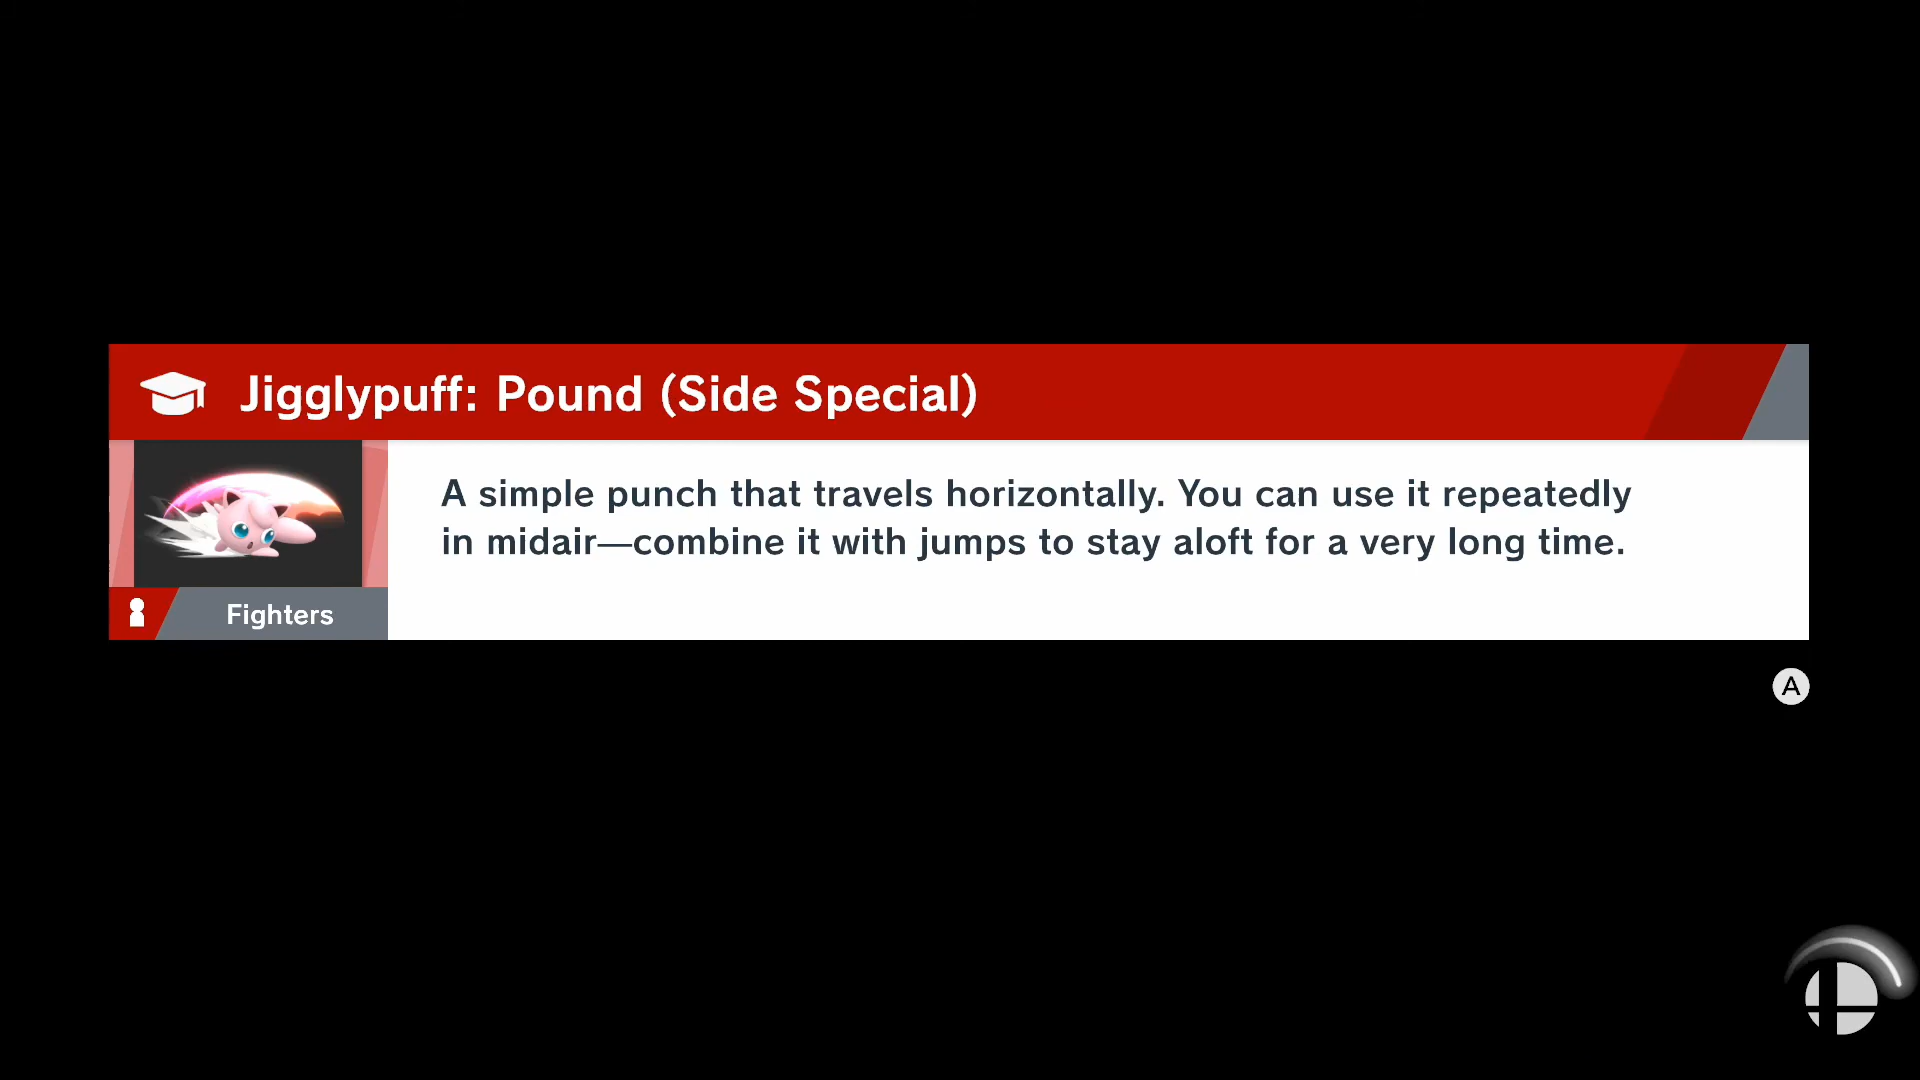 Jigglypuff: Pound (Side Special)
A simple punch that travels horizontally. You can use it repeatedly
in midair—combine it with jumps to stay aloft for a very long time.
Fighters
A